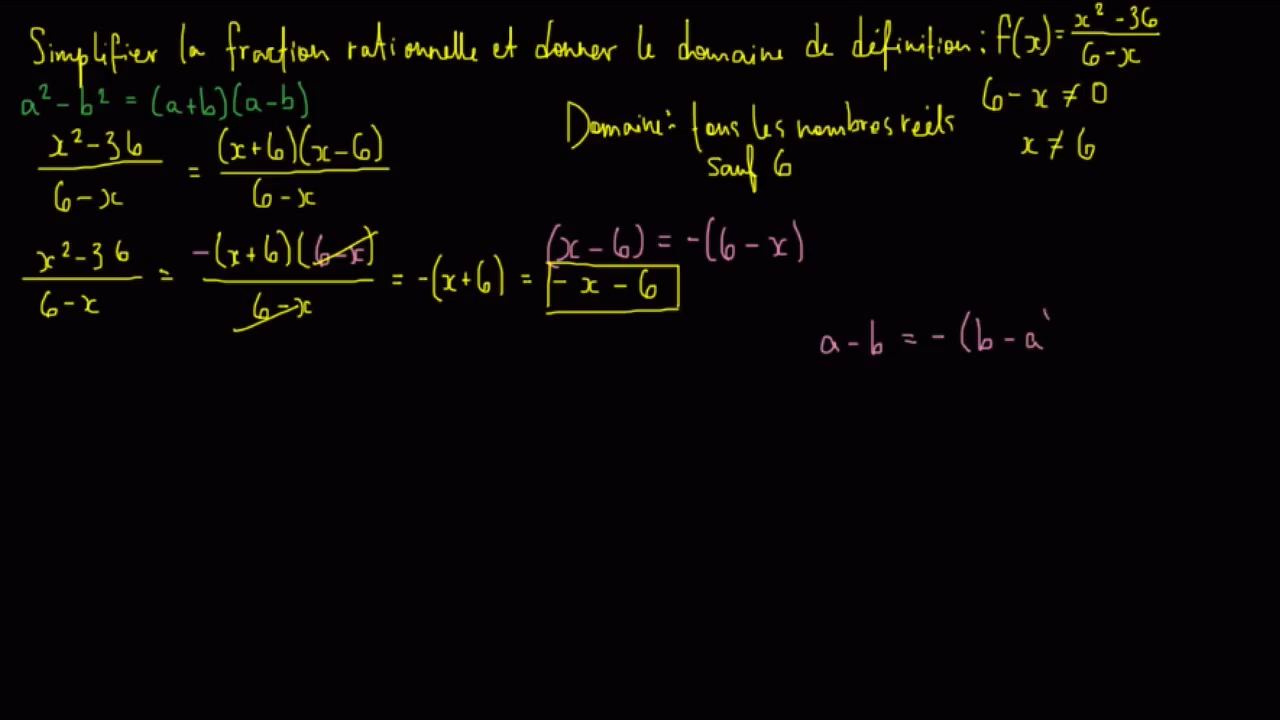 Simplifier la fraction rationnelle et donner le domaine de définition : f(x) = (x² - 36)/(6 - x)
a² - b² = (a+b)(a-b)
Domaine : tous les nombres réels
sauf 6
6 - x ≠ 0
x ≠ 6
(x² - 36)/(6 - x) = (x+6)(x-6)/(6 - x)
(x² - 36)/(6 - x) = -(x+6)(6-x)/(6-x) = -(x+6) = -x - 6
(x - 6) = -(6 - x)
a - b = -(b - a